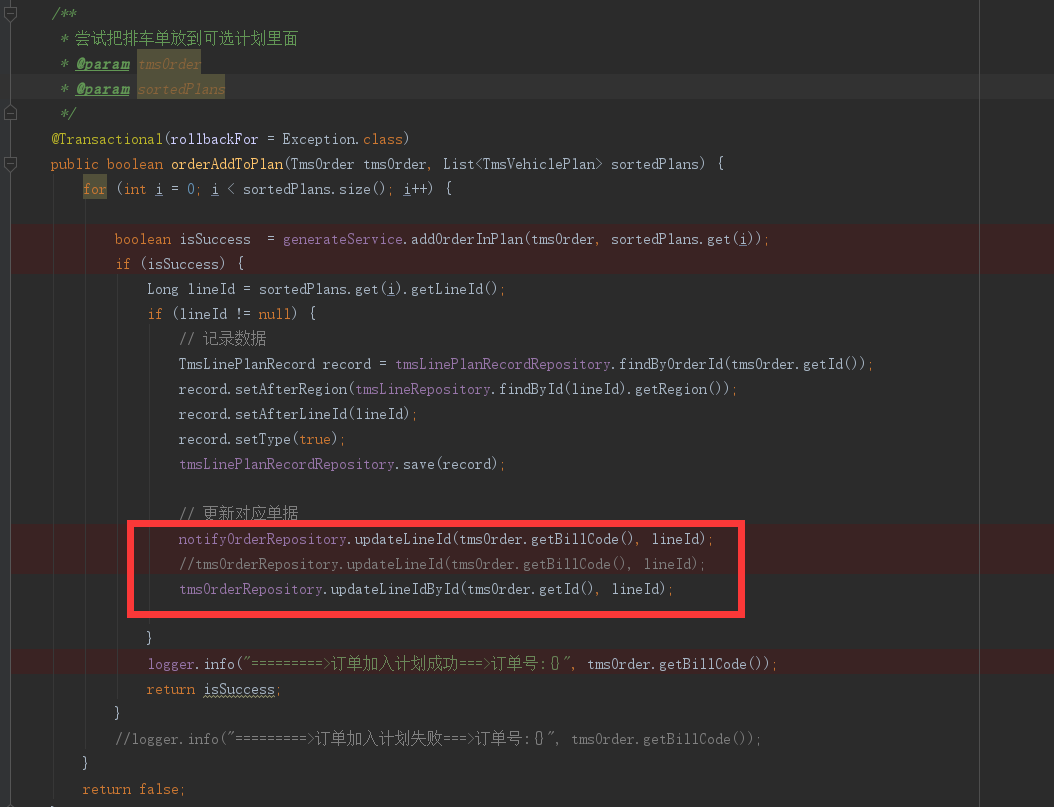 /**
 * 尝试把排车单放到可选计划里面
 * @param tmsOrder
 * @param sortedPlans
 */
@Transactional(rollbackFor = Exception.class)
public boolean orderAddToPlan(TmsOrder tmsOrder, List<TmsVehiclePlan> sortedPlans) {
    for (int i = 0; i < sortedPlans.size(); i++) {
        boolean isSuccess  = generateService.addOrderInPlan(tmsOrder, sortedPlans.get(i));
        if (isSuccess) {
            Long lineId = sortedPlans.get(i).getLineId();
            if (lineId != null) {
                // 记录数据
                TmsLinePlanRecord record = tmsLinePlanRecordRepository.findByOrderId(tmsOrder.getId());
                record.setAfterRegion(tmsLineRepository.findById(lineId).getRegion());
                record.setAfterLineId(lineId);
                record.setType(true);
                tmsLinePlanRecordRepository.save(record);
                // 更新对应单据
                notifyOrderRepository.updateLineId(tmsOrder.getBillCode(), lineId);
                //tmsOrderRepository.updateLineId(tmsOrder.getBillCode(), lineId);
                tmsOrderRepository.updateLineIdById(tmsOrder.getId(), lineId);
            }
            logger.info("=========>订单加入计划成功===>订单号:{}", tmsOrder.getBillCode());
            return isSuccess;
        }
        //logger.info("=========>订单加入计划失败===>订单号:{}", tmsOrder.getBillCode());
    }
    return false;